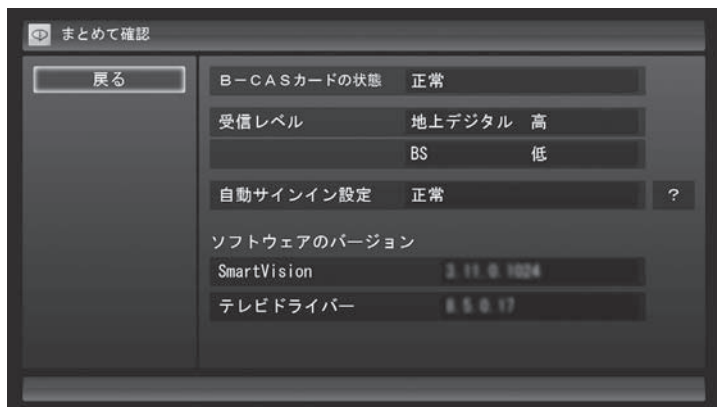 まとめて確認
戻る
B-CASカードの状態 正常
受信レベル 地上デジタル 高
BS 低
自動サインイン設定 正常 ?
ソフトウェアのバージョン
SmartVision
テレビドライバー